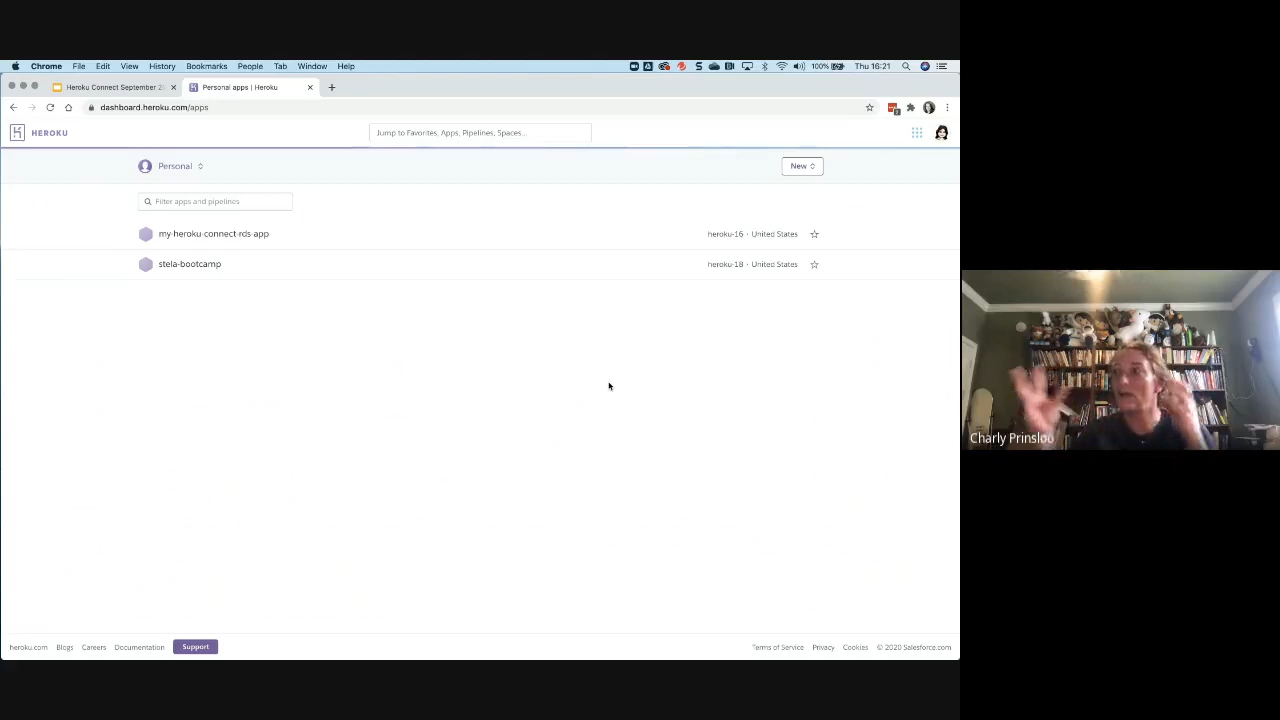 Chrome File Edit View History Bookmarks People Tab Window Help 100% Thu 16:21
Heroku Connect September 2 Personal apps | Heroku
dashboard.heroku.com/apps
HEROKU Jump to Favorites, Apps, Pipelines, Spaces...
Personal New
Filter apps and pipelines
my-heroku-connect-rds-app heroku-16 · United States
stela-bootcamp heroku-18 · United States
Charly Prinsloo
heroku.com Blogs Careers Documentation Support Terms of Service Privacy Cookies © 2020 Salesforce.com